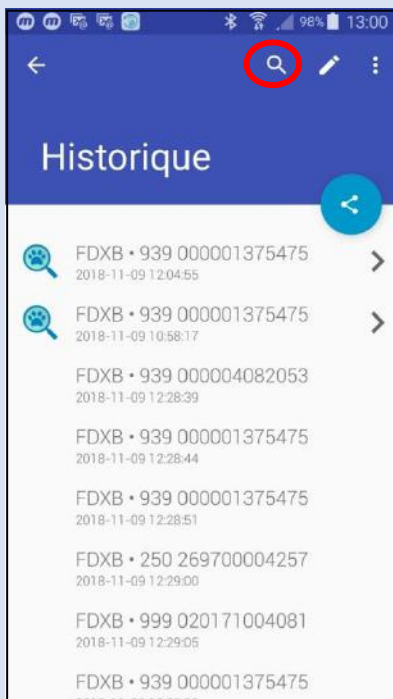 98% 13:00
Historique
FDXB • 939 000001375475
2018-11-09 12:04:55
FDXB • 939 000001375475
2018-11-09 10:58:17
FDXB • 939 000004082053
2018-11-09 12:28:39
FDXB • 939 000001375475
2018-11-09 12:28:44
FDXB • 939 000001375475
2018-11-09 12:28:51
FDXB • 250 269700004257
2018-11-09 12:29:00
FDXB • 999 020171004081
2018-11-09 12:29:05
FDXB • 939 000001375475